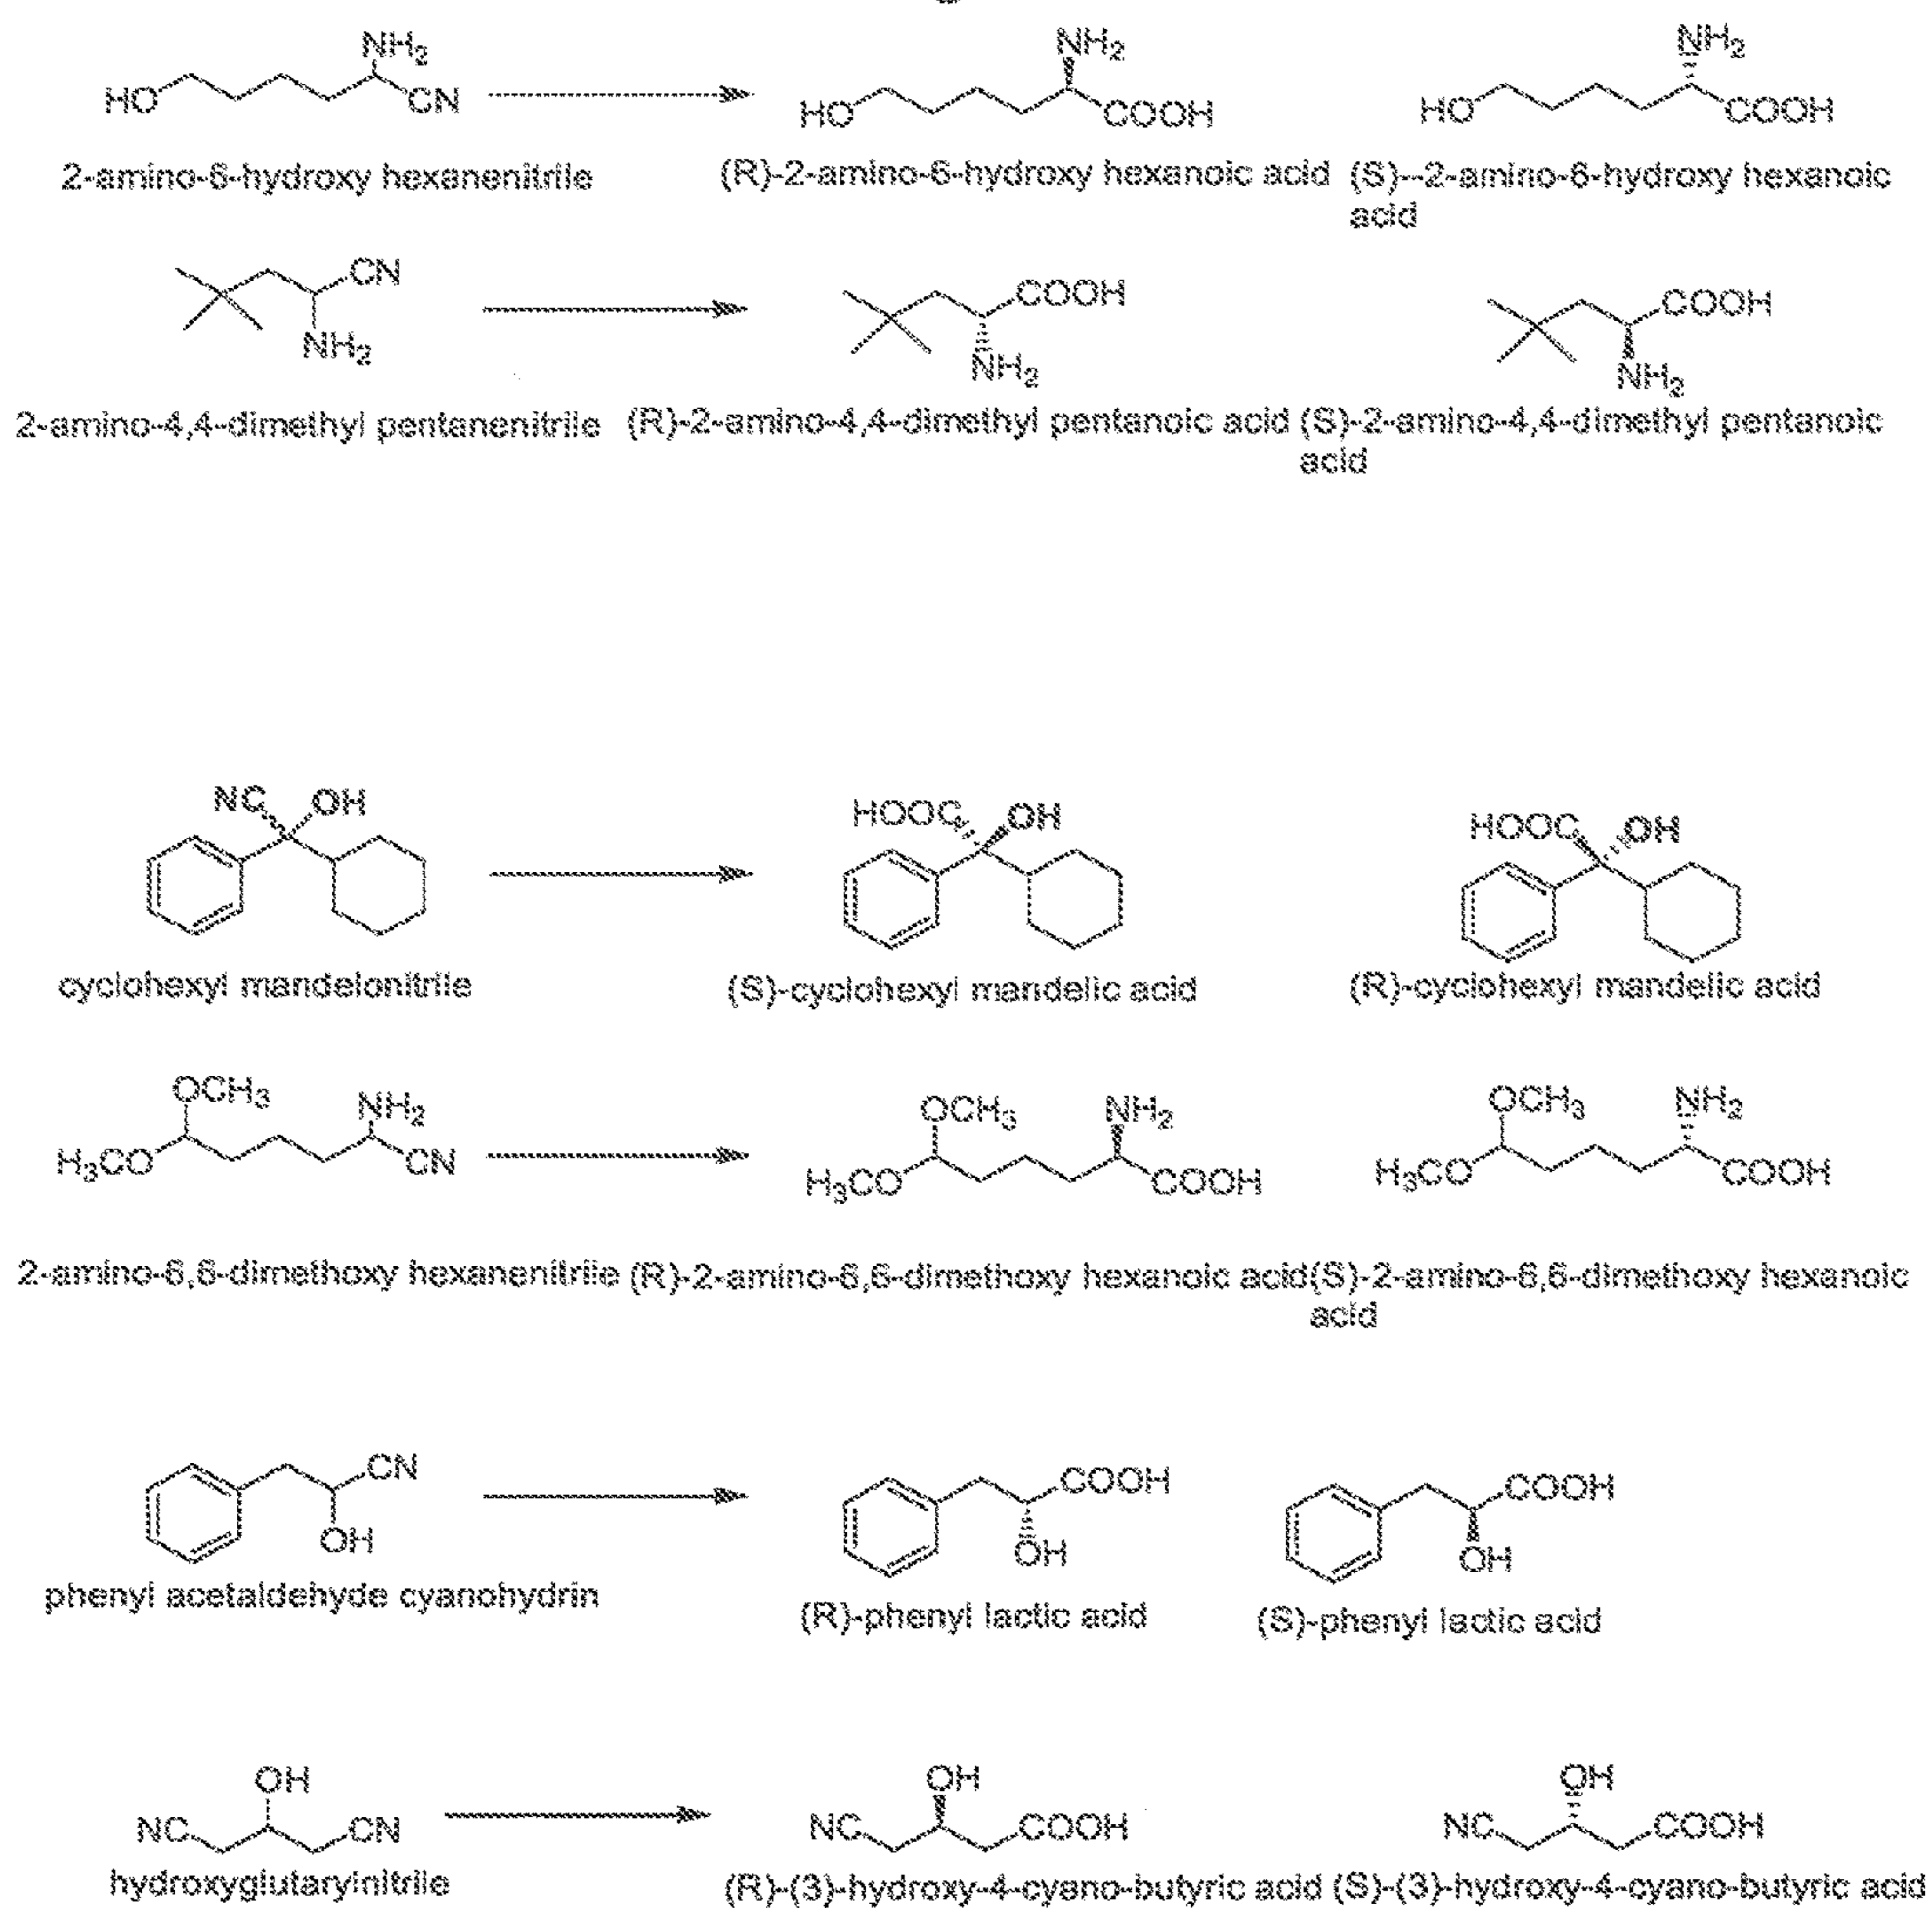 NH2 NH2 NH2
HO CN HO COOH HO COOH
2-amino-6-hydroxy hexanenitrile (R)-2-amino-6-hydroxy hexanoic acid (S)--2-amino-6-hydroxy hexanoic
acid
CN COOH COOH
NH2 NH2 NH2
2-amino-4,4-dimethyl pentanenitrile (R)-2-amino-4,4-dimethyl pentanoic acid (S)-2-amino-4,4-dimethyl pentanoic
acid
NC OH HOOC OH HOOC OH
cyclohexyl mandelonitrile (S)-cyclohexyl mandelic acid (R)-cyclohexyl mandelic acid
OCH3 NH2 OCH3 NH2 OCH3 NH2
H3CO CN H3CO COOH H3CO COOH
2-amino-6,6-dimethoxy hexanenitrile (R)-2-amino-6,6-dimethoxy hexanoic acid(S)-2-amino-6,6-dimethoxy hexanoic
acid
CN COOH COOH
OH OH OH
phenyl acetaldehyde cyanohydrin (R)-phenyl lactic acid (S)-phenyl lactic acid
OH OH OH
NC CN NC COOH NC COOH
hydroxyglutarylnitrile (R)-(3)-hydroxy-4-cyano-butyric acid (S)-(3)-hydroxy-4-cyano-butyric acid